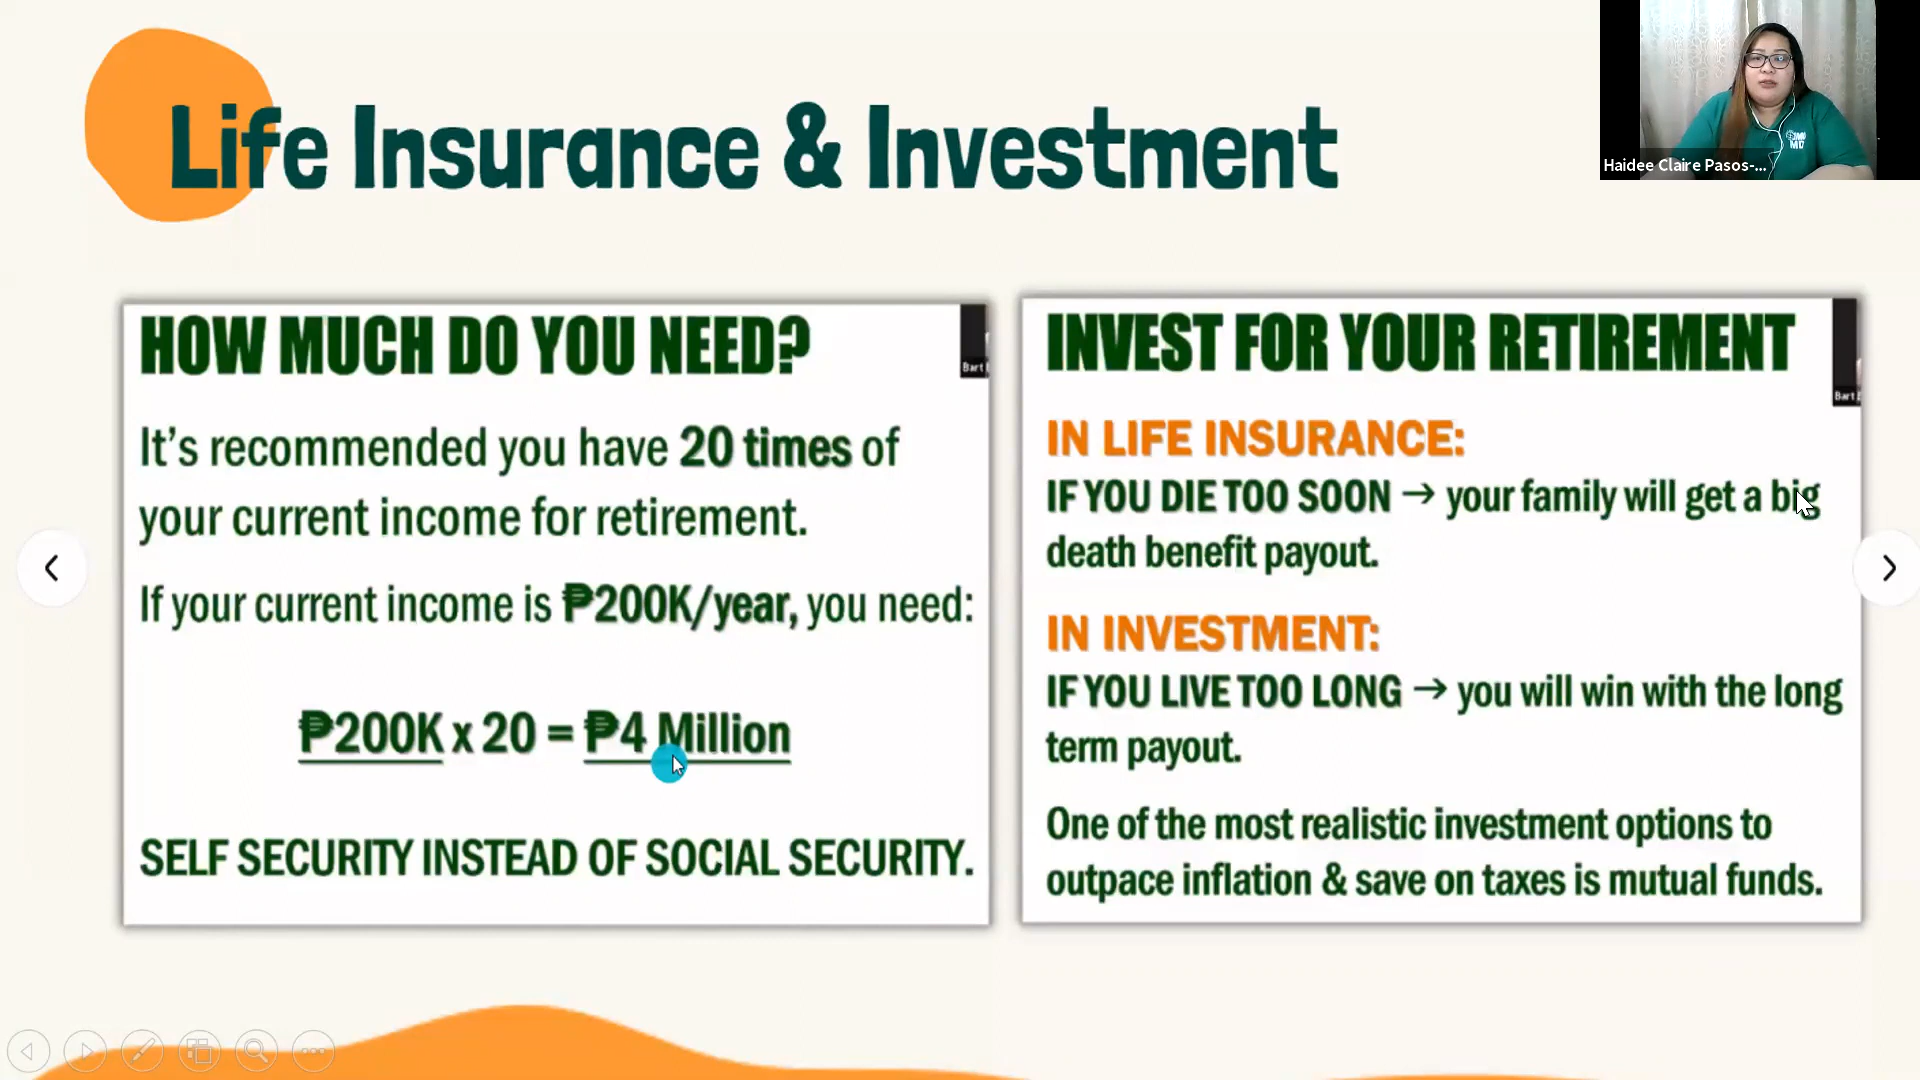 Life Insurance & Investment
Haidee Claire Pasos-...
HOW MUCH DO YOU NEED?
Bart
It's recommended you have 20 times of
your current income for retirement.
If your current income is ₱200K/year, you need:
₱200K x 20 = ₱4 Million
SELF SECURITY INSTEAD OF SOCIAL SECURITY.
INVEST FOR YOUR RETIREMENT
Bart
IN LIFE INSURANCE:
IF YOU DIE TOO SOON → your family will get a big
death benefit payout.
IN INVESTMENT:
IF YOU LIVE TOO LONG → you will win with the long
term payout.
One of the most realistic investment options to
outpace inflation & save on taxes is mutual funds.